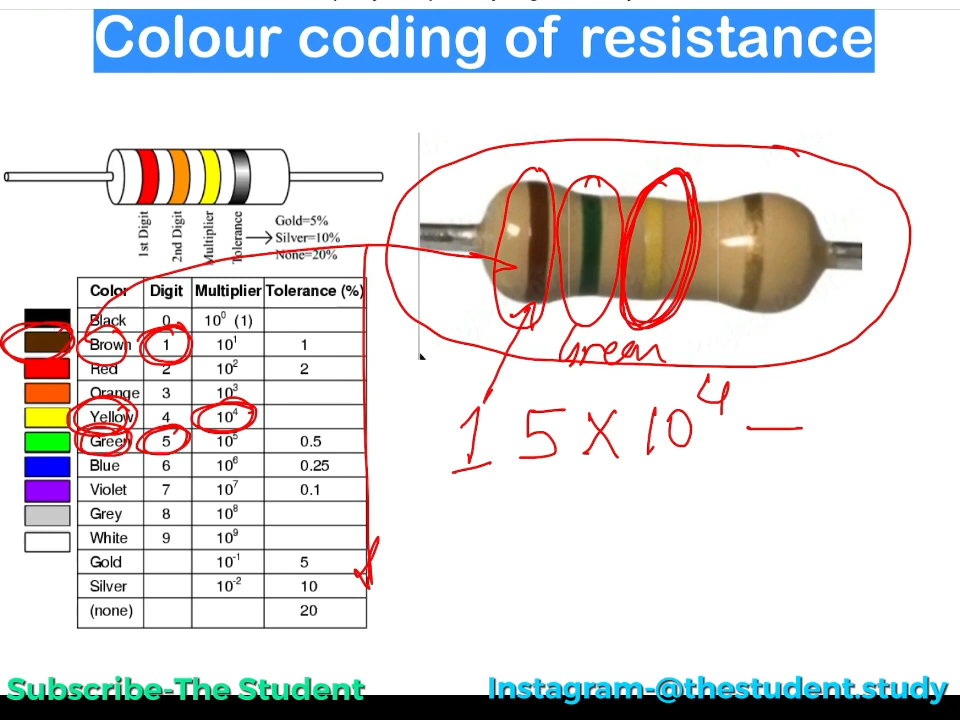 Colour coding of resistance
1st Digit
2nd Digit
Multiplier
Tolerance
Gold=5%
Silver=10%
None=20%
Color Digit Multiplier Tolerance (%)
Black 0 10⁰ (1)
Brown 1 10¹ 1
Red 2 10² 2
Orange 3 10³
Yellow 4 10⁴
Green 5 10⁵ 0.5
Blue 6 10⁶ 0.25
Violet 7 10⁷ 0.1
Grey 8 10⁸
White 9 10⁹
Gold 10⁻¹ 5
Silver 10⁻² 10
(none) 20
Green
15×10⁴ —
Subscribe-The Student
Instagram-@thestudent.study